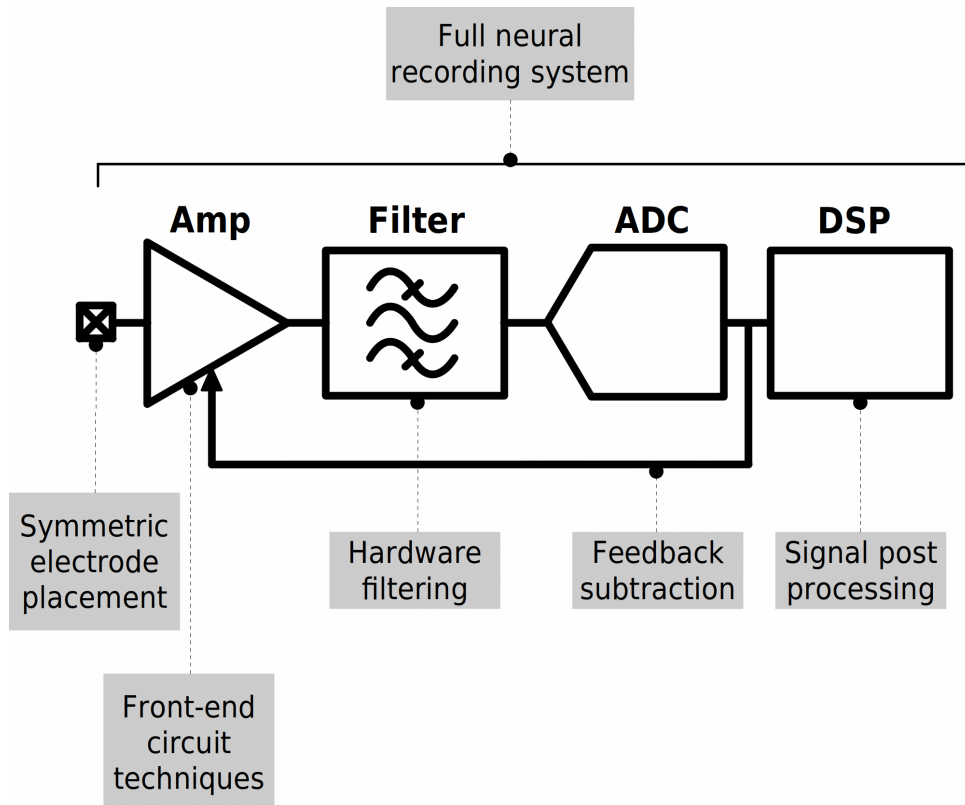 Full neural
recording system
Amp
Filter
ADC
DSP
Symmetric
electrode
placement
Hardware
filtering
Feedback
subtraction
Signal post
processing
Front-end
circuit
techniques